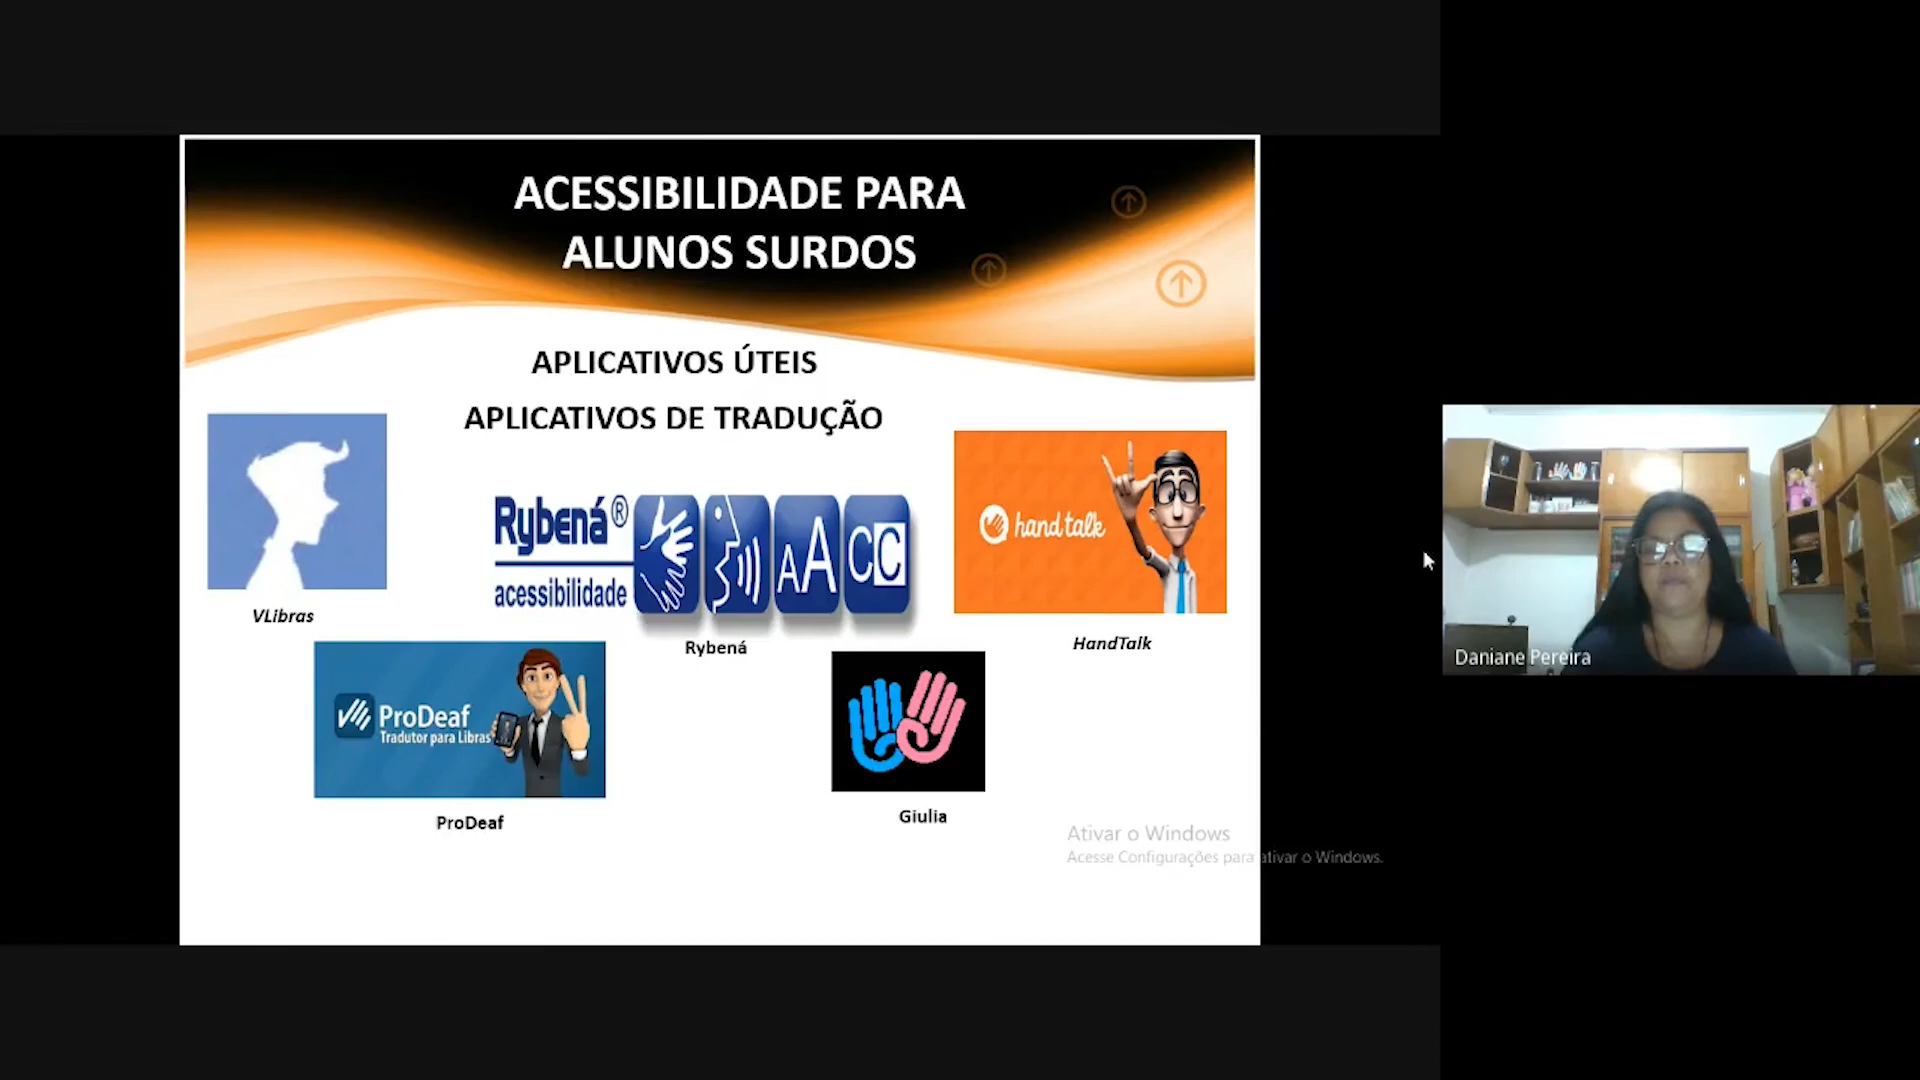 ACESSIBILIDADE PARA
ALUNOS SURDOS
APLICATIVOS ÚTEIS
APLICATIVOS DE TRADUÇÃO
VLibras
Rybená®
acessibilidade
AA
CC
Rybená
hand talk
HandTalk
ProDeaf
Tradutor para Libras
ProDeaf
Giulia
Ativar o Windows
Acesse Configurações para ativar o Windows.
Daniane Pereira